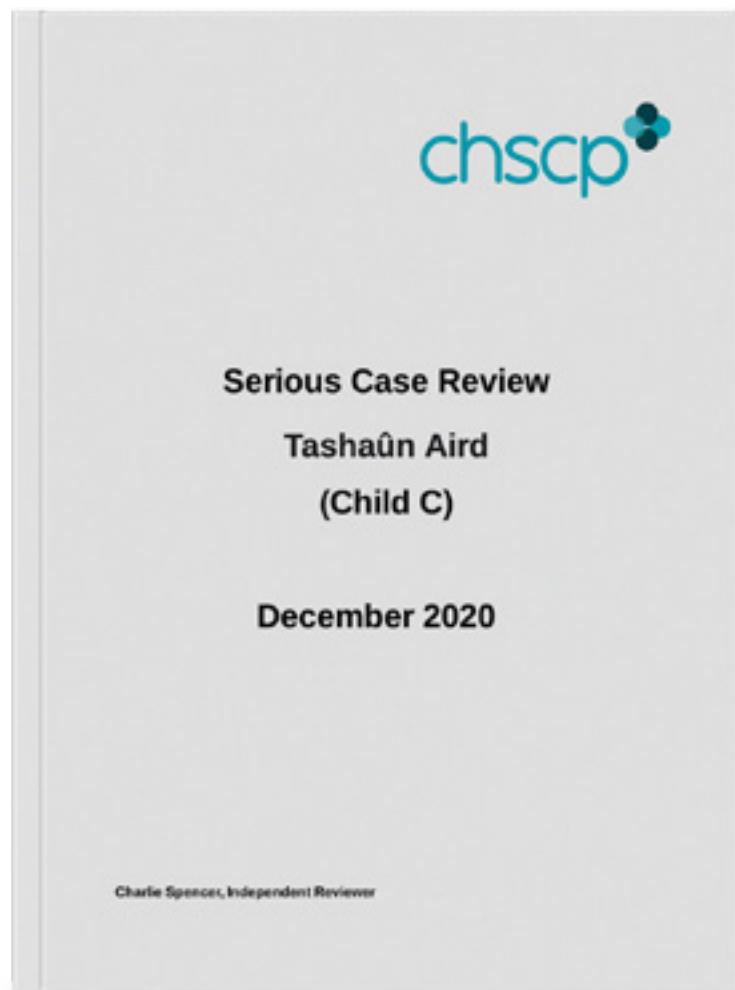 chscp
Serious Case Review
Tashaûn Aird
(Child C)
December 2020
Charlie Spencer, Independent Reviewer